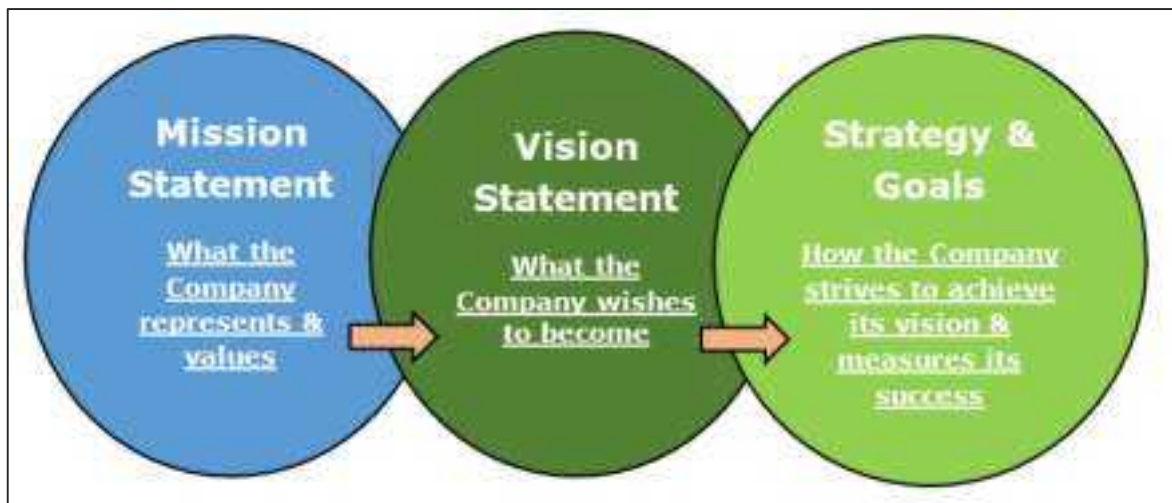 Mission
Statement
What the
Company
represents &
values
Vision
Statement
What the
Company wishes
to become
Strategy &
Goals
How the Company
strives to achieve
its vision &
measures its
success